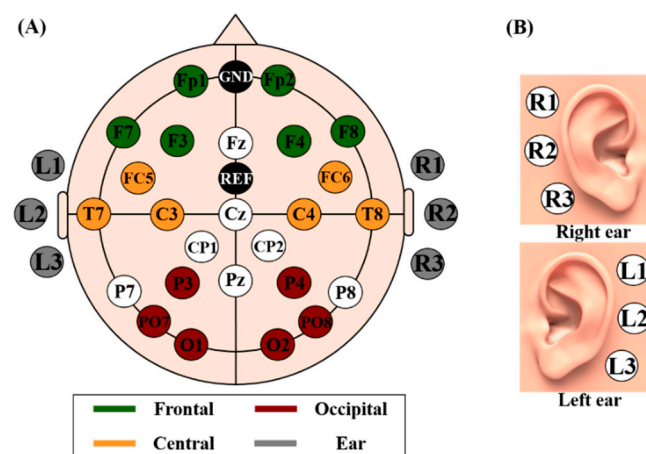 (A)
(B)
Fp1 GND Fp2
F7 F3 Fz F4 F8
L1 FC5 REF FC6 R1
L2 T7 C3 Cz C4 T8 R2
L3 CP1 CP2 R3
P7 P3 Pz P4 P8
PO7 PO8
O1 O2
Frontal Occipital
Central Ear
R1
R2
R3
Right ear
L1
L2
L3
Left ear